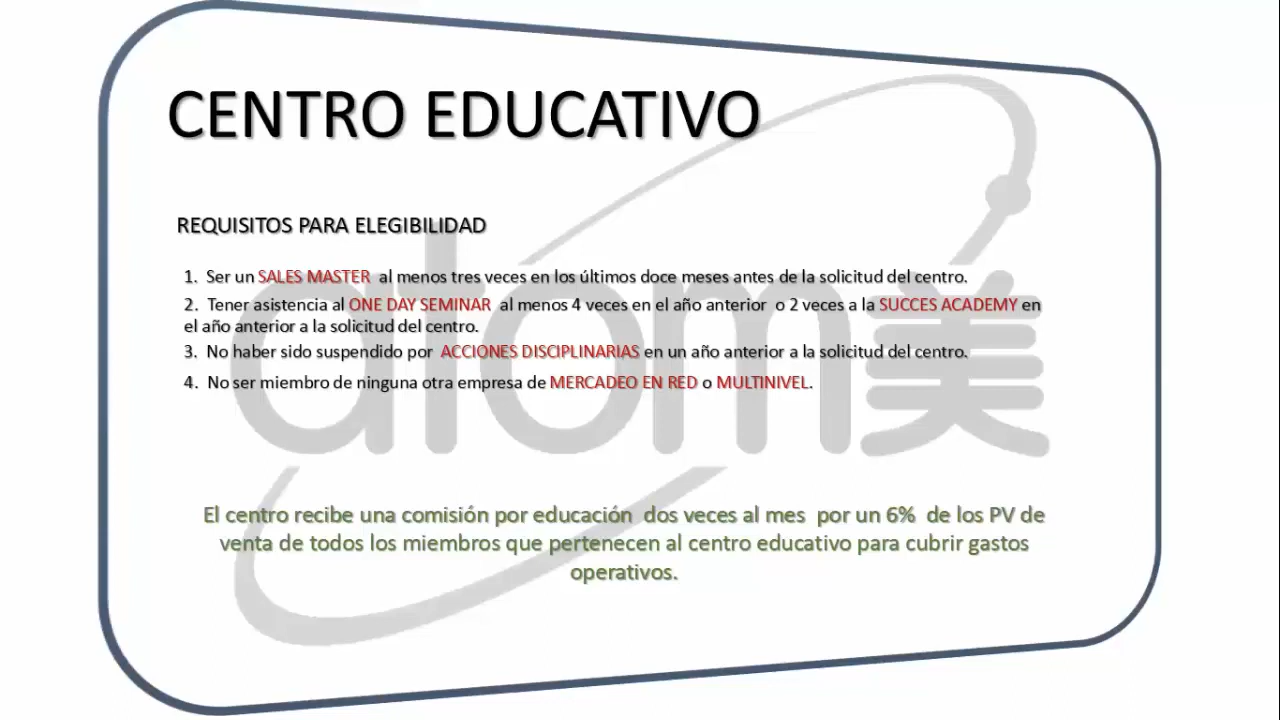 CENTRO EDUCATIVO
REQUISITOS PARA ELEGIBILIDAD
1. Ser un SALES MASTER al menos tres veces en los últimos doce meses antes de la solicitud del centro.
2. Tener asistencia al ONE DAY SEMINAR al menos 4 veces en el año anterior o 2 veces a la SUCCES ACADEMY en
el año anterior a la solicitud del centro.
3. No haber sido suspendido por ACCIONES DISCIPLINARIAS en un año anterior a la solicitud del centro.
4. No ser miembro de ninguna otra empresa de MERCADEO EN RED o MULTINIVEL.
atom美
El centro recibe una comisión por educación dos veces al mes por un 6% de los PV de
venta de todos los miembros que pertenecen al centro educativo para cubrir gastos
operativos.